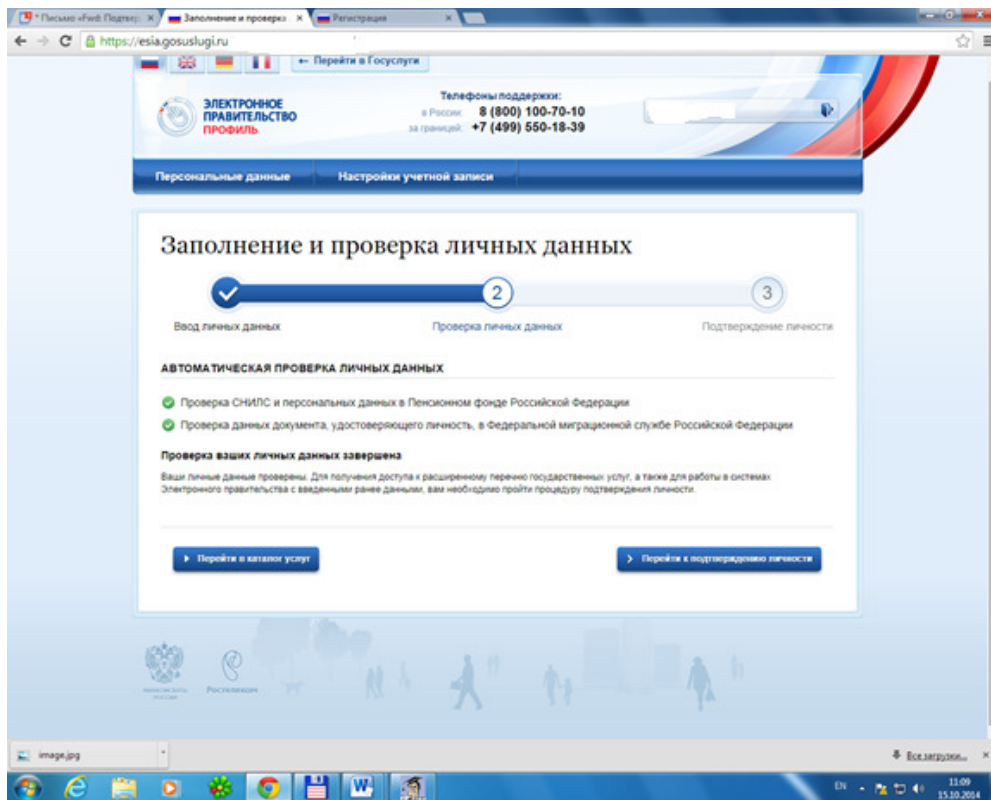 * Письмо «Fwd: Подтвер
Заполнение и проверка
Регистрация
https://esia.gosuslugi.ru
← Перейти в Госуслуги
ЭЛЕКТРОННОЕ
ПРАВИТЕЛЬСТВО
ПРОФИЛЬ
Телефоны поддержки:
в России: 8 (800) 100-70-10
за границей: +7 (499) 550-18-39
Персональные данные Настройки учетной записи
Заполнение и проверка личных данных
2 3
Ввод личных данных Проверка личных данных Подтверждение личности
АВТОМАТИЧЕСКАЯ ПРОВЕРКА ЛИЧНЫХ ДАННЫХ
Проверка СНИЛС и персональных данных в Пенсионном фонде Российской Федерации
Проверка данных документа, удостоверяющего личность, в Федеральной миграционной службе Российской Федерации
Проверка ваших личных данных завершена
Ваши личные данные проверены. Для получения доступа к расширенному перечню государственных услуг, а также для работы в системах
Электронного правительства с введенными ранее данными, вам необходимо пройти процедуру подтверждения личности.
Перейти в каталог услуг Перейти к подтверждению личности
Ростелеком
image.jpg Все загрузки...
EN 11:09
15.10.2014